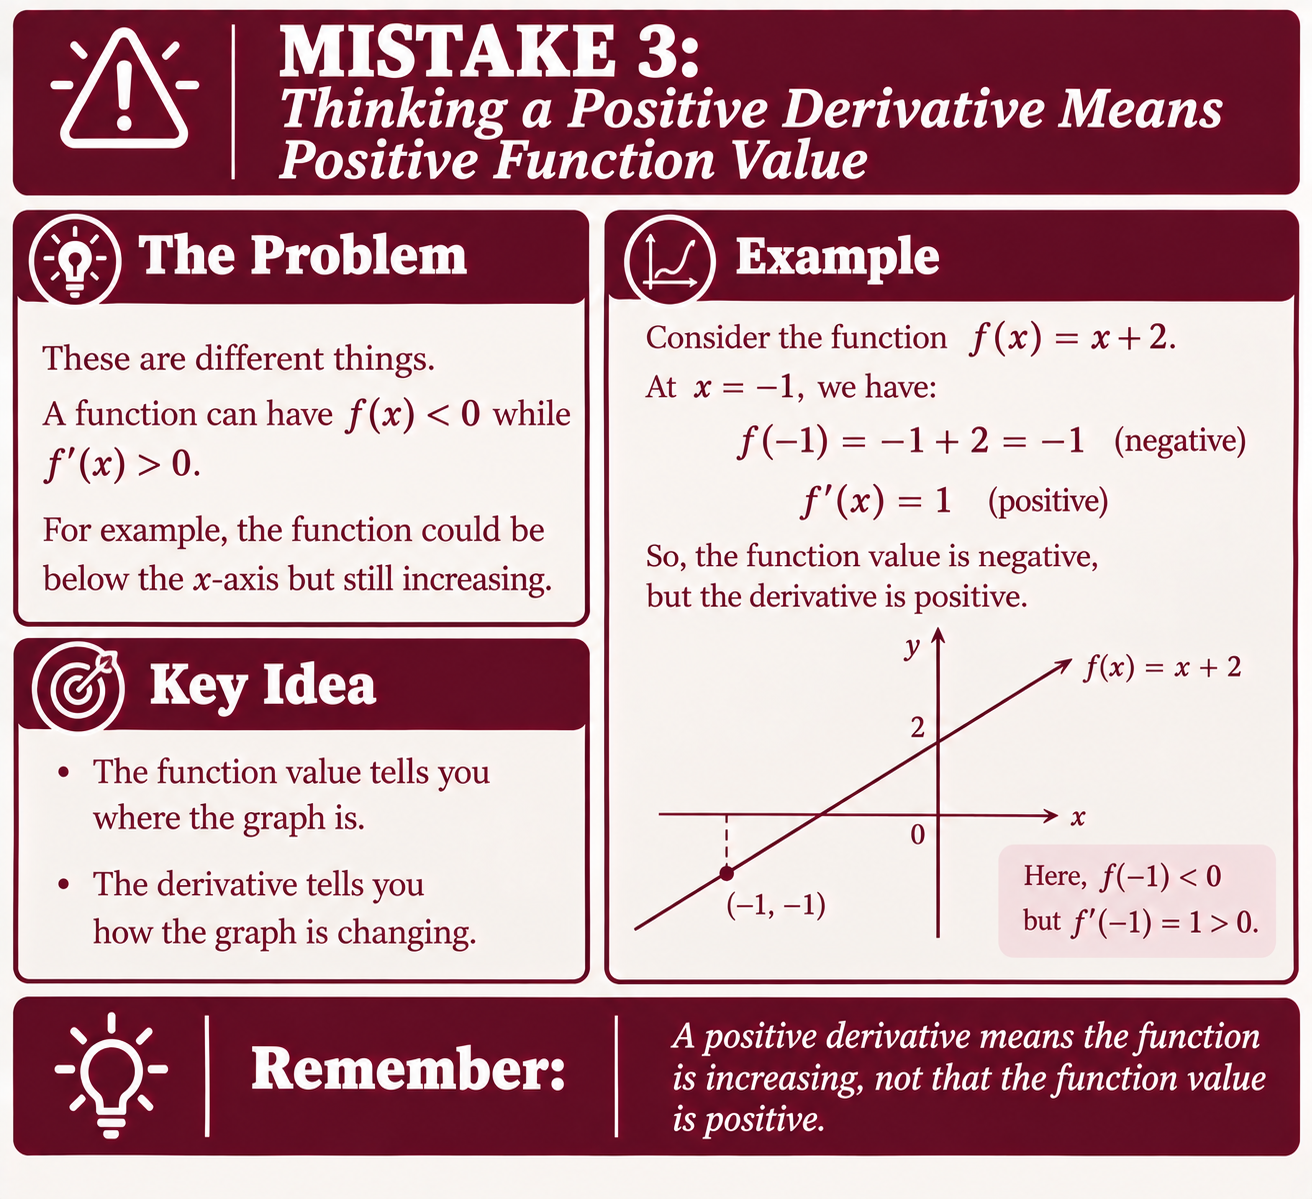 MISTAKE 3:
Thinking a Positive Derivative Means
Positive Function Value
The Problem
These are different things.
A function can have f(x) < 0 while
f′(x) > 0.
For example, the function could be
below the x-axis but still increasing.
Key Idea
• The function value tells you
where the graph is.
• The derivative tells you
how the graph is changing.
Example
Consider the function f(x) = x + 2.
At x = −1, we have:
f(−1) = −1 + 2 = −1 (negative)
f′(x) = 1 (positive)
So, the function value is negative,
but the derivative is positive.
y
f(x) = x + 2
2
x
0
(−1, −1)
Here, f(−1) < 0
but f′(−1) = 1 > 0.
Remember:
A positive derivative means the function
is increasing, not that the function value
is positive.